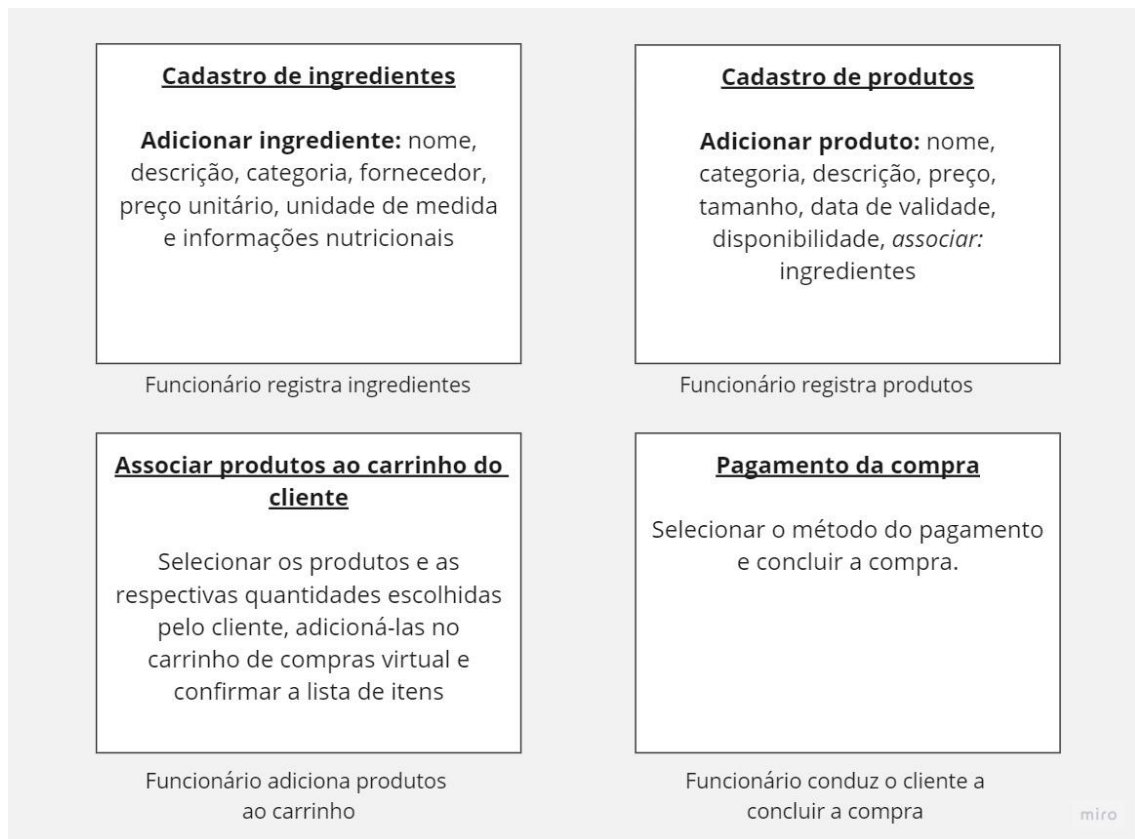 Cadastro de ingredientes
Adicionar ingrediente: nome,
descrição, categoria, fornecedor,
preço unitário, unidade de medida
e informações nutricionais
Funcionário registra ingredientes
Cadastro de produtos
Adicionar produto: nome,
categoria, descrição, preço,
tamanho, data de validade,
disponibilidade, associar:
ingredientes
Funcionário registra produtos
Associar produtos ao carrinho do
cliente
Selecionar os produtos e as
respectivas quantidades escolhidas
pelo cliente, adicioná-las no
carrinho de compras virtual e
confirmar a lista de itens
Funcionário adiciona produtos
ao carrinho
Pagamento da compra
Selecionar o método do pagamento
e concluir a compra.
Funcionário conduz o cliente a
concluir a compra
miro